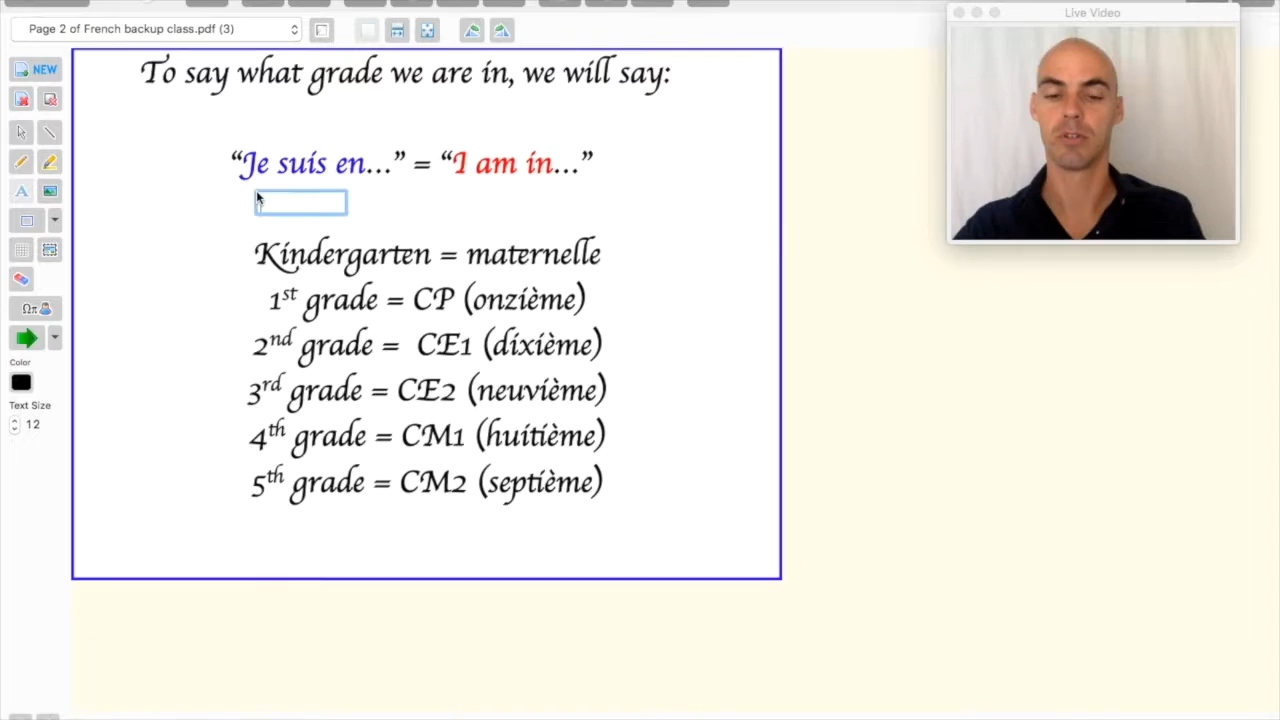 Page 2 of French backup class.pdf (3)
Live Video
NEW
To say what grade we are in, we will say:
“Je suis en...” = “I am in...”
Kindergarten = maternelle
1st grade = CP (onzième)
2nd grade = CE1 (dixième)
3rd grade = CE2 (neuvième)
4th grade = CM1 (huitième)
5th grade = CM2 (septième)
A
Ωπ
Color
Text Size
12